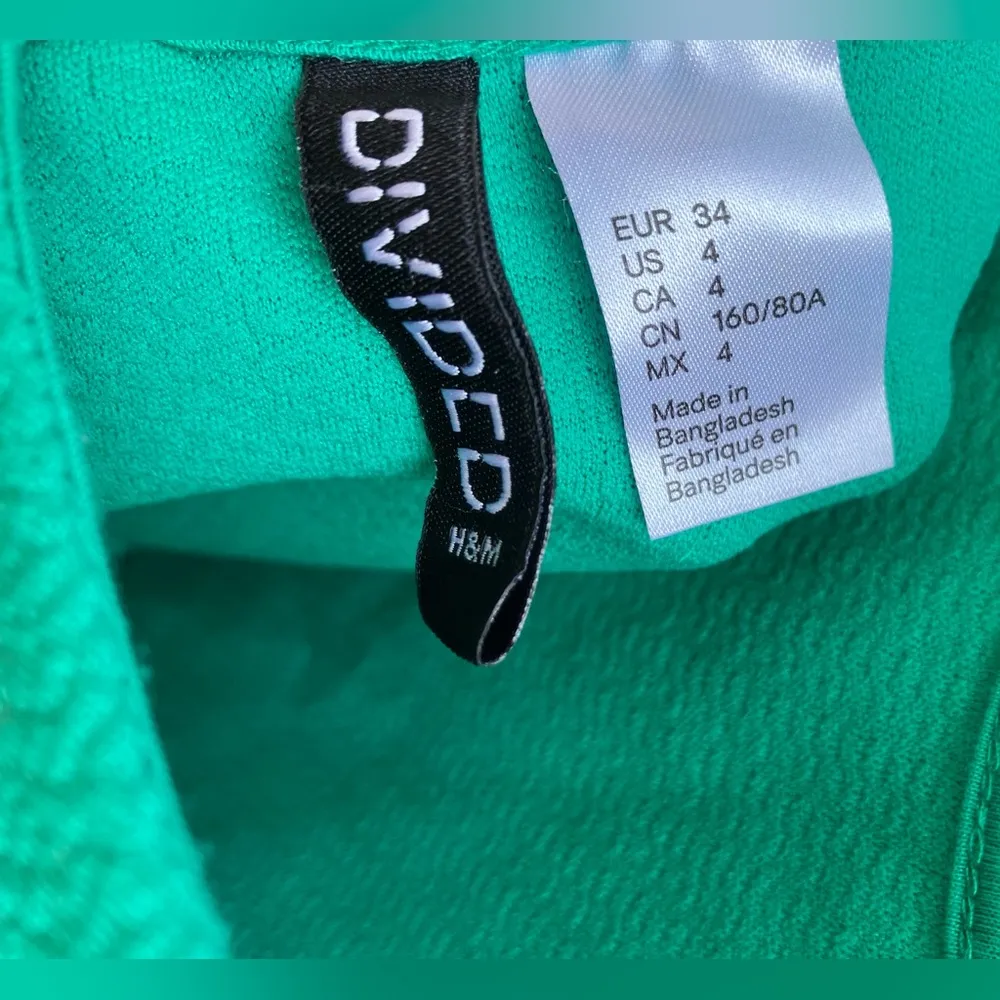 DIVIDED
H&M
EUR 34
US 4
CA 4
CN 160/80A
MX 4
Made in
Bangladesh
Fabriqué en
Bangladesh